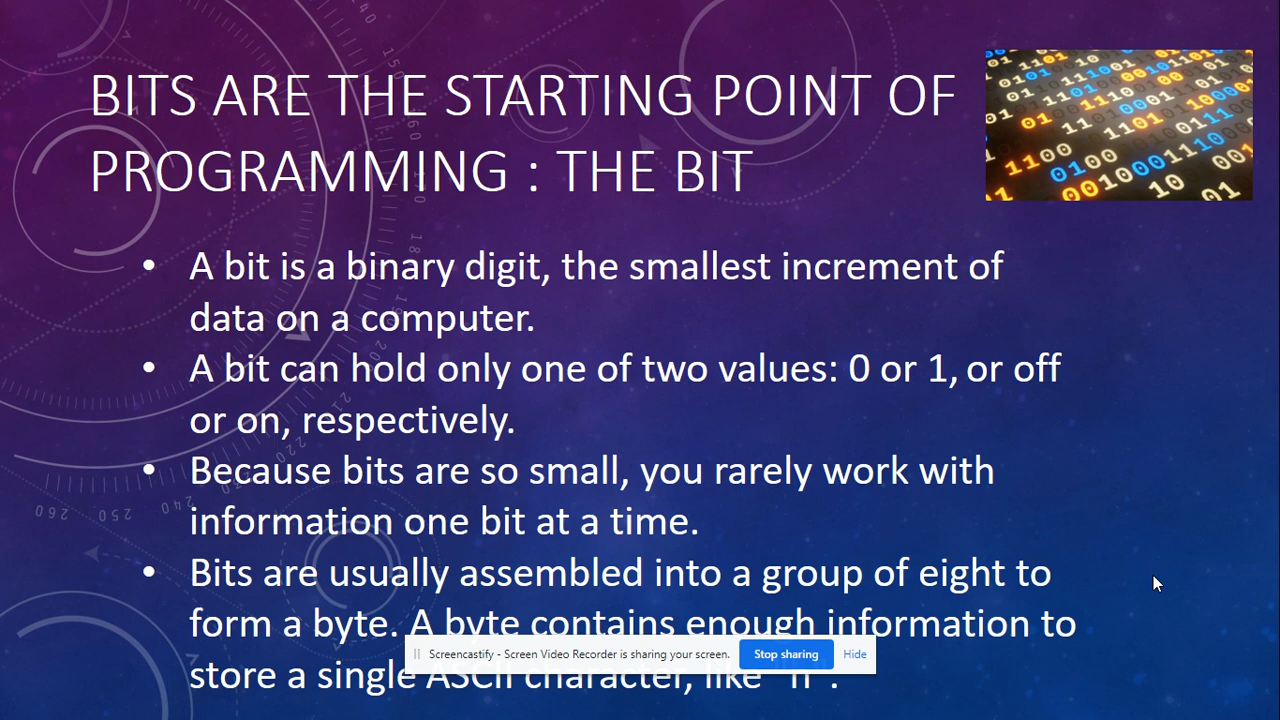 BITS ARE THE STARTING POINT OF
PROGRAMMING : THE BIT
• A bit is a binary digit, the smallest increment of
data on a computer.
• A bit can hold only one of two values: 0 or 1, or off
or on, respectively.
• Because bits are so small, you rarely work with
information one bit at a time.
• Bits are usually assembled into a group of eight to
form a byte. A byte contains enough information to
store a single ASCII character, like "h".
Screencastify - Screen Video Recorder is sharing your screen. Stop sharing Hide